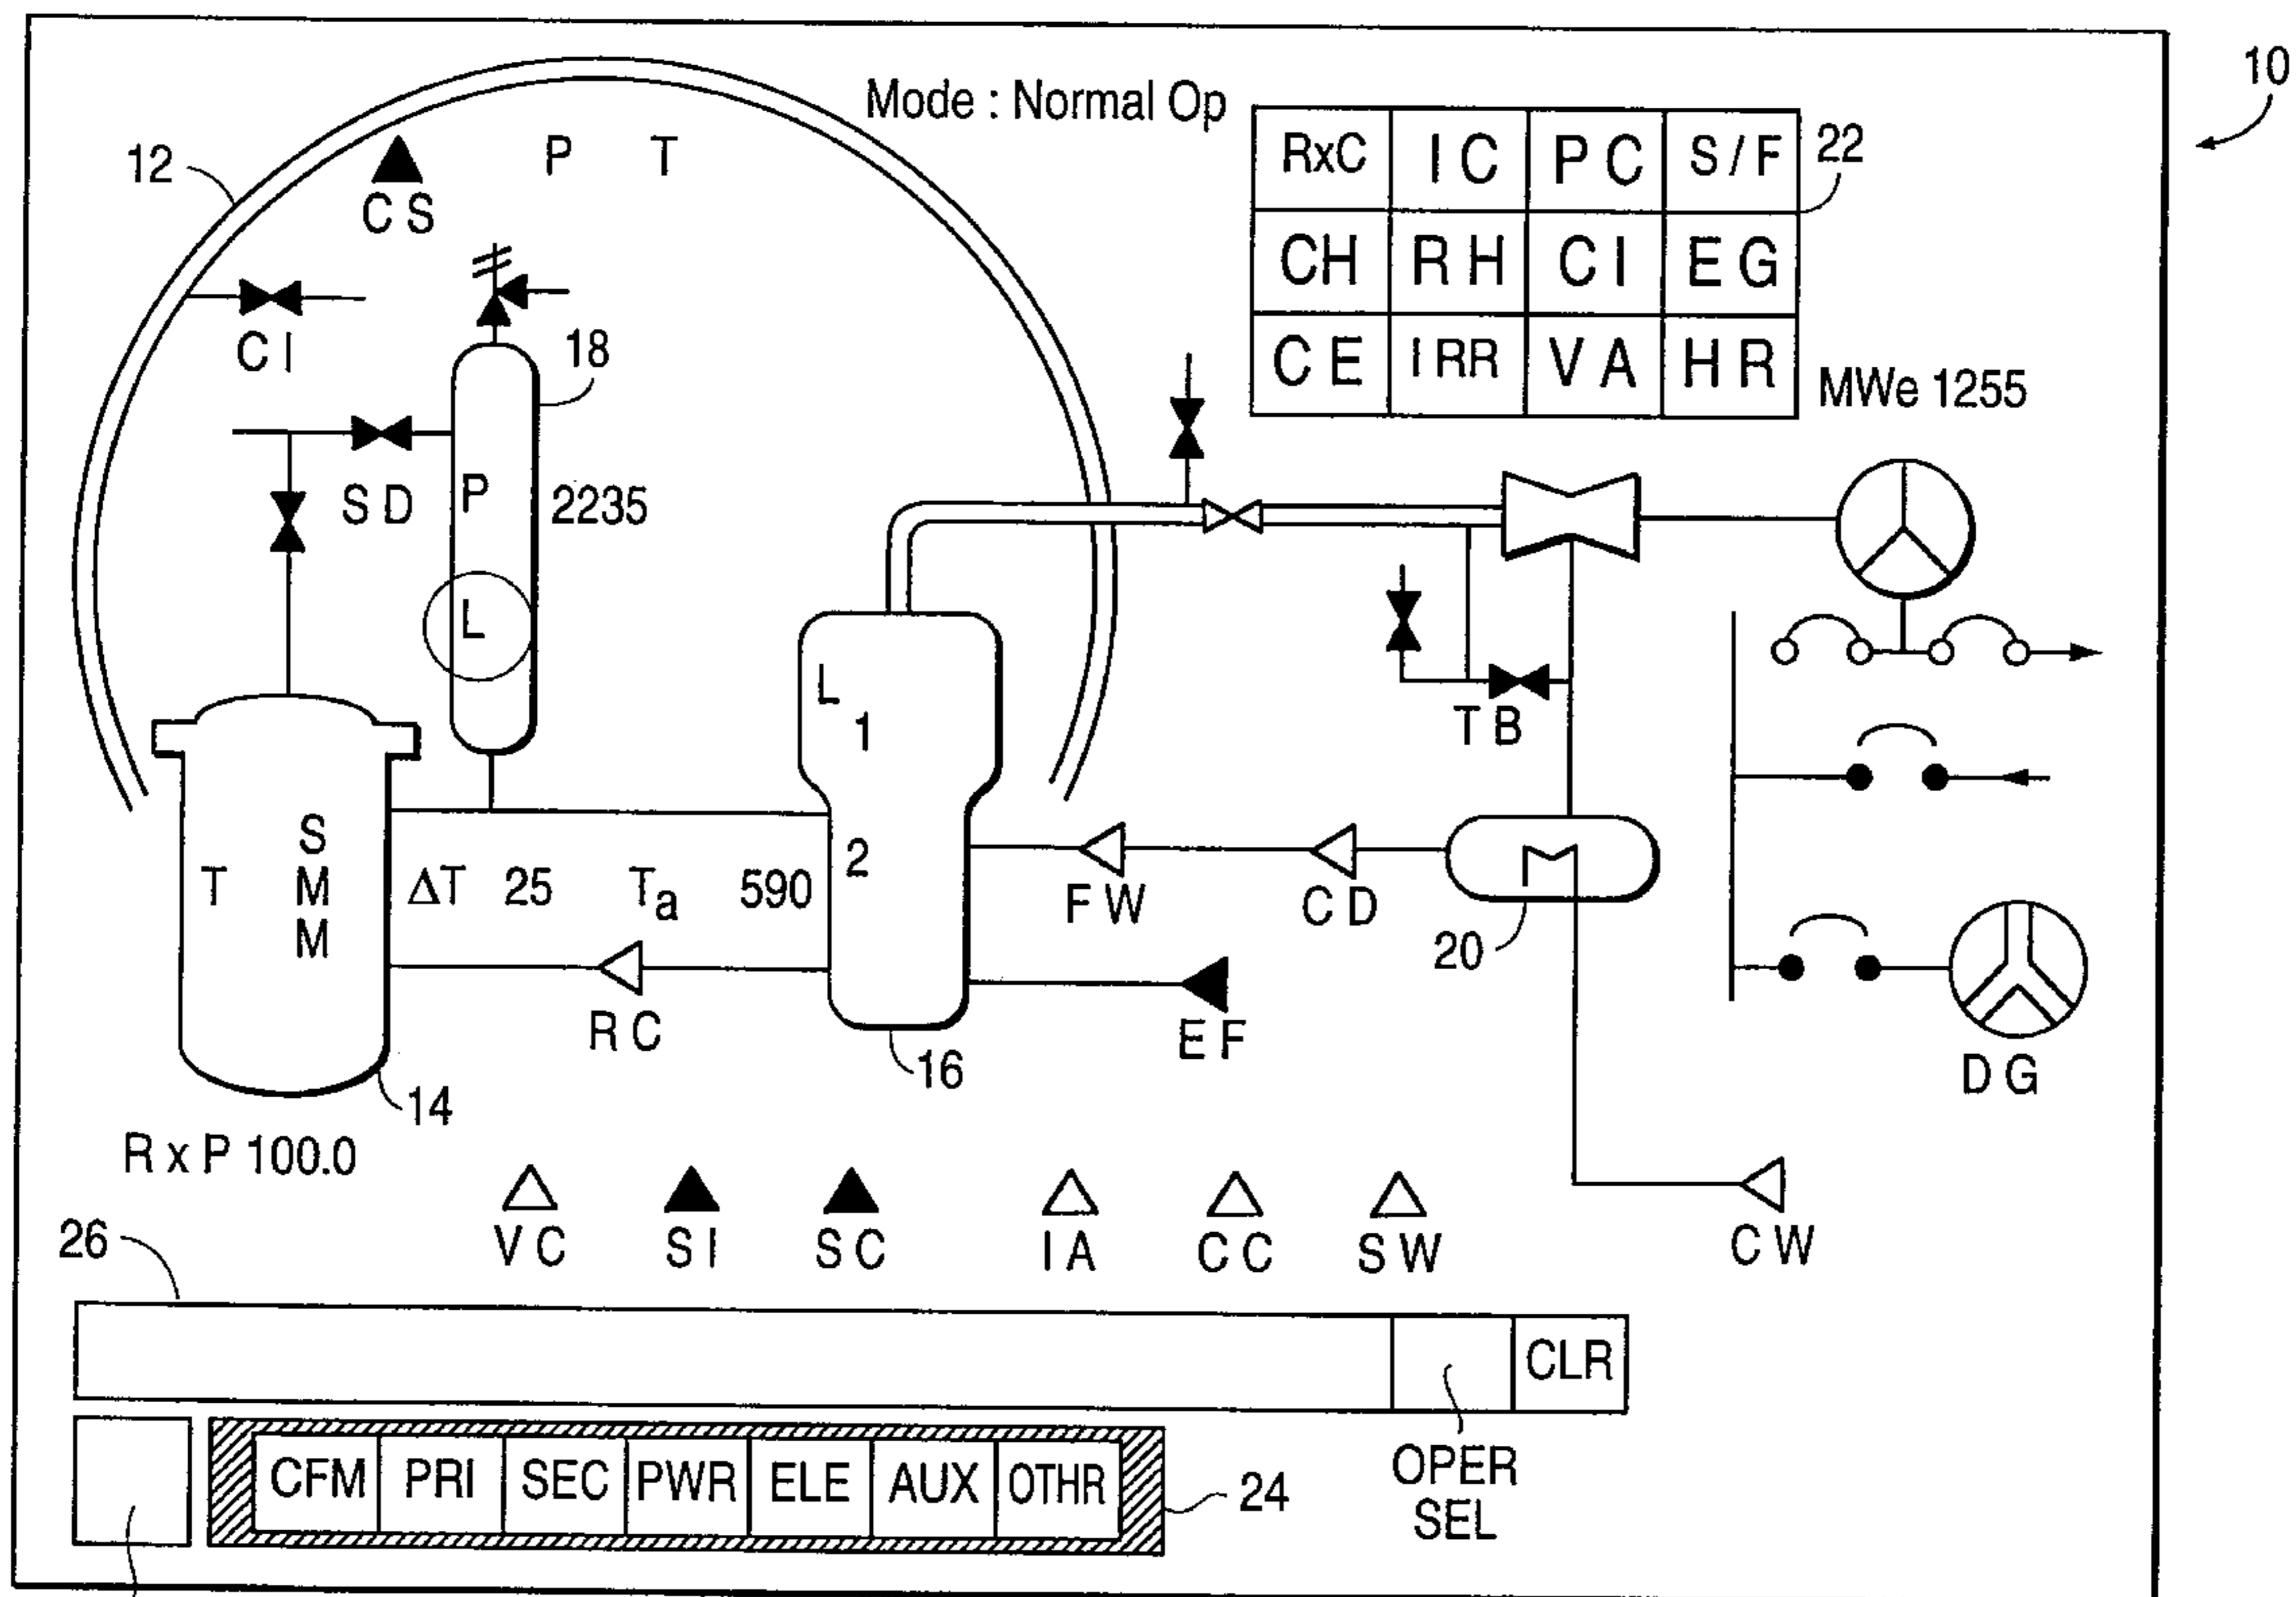 10
Mode : Normal Op
12
P T
CS
RxC IC PC S/F
22
CH RH CI EG
CE IRR VA HR
MWe 1255
CI
18
SD
P
2235
L
L
1
2
TB
T
S
M
M
ΔT 25 Ta 590
FW
CD
20
RC
EF
16
14
DG
R x P 100.0
VC SI SC IA CC SW CW
26
CLR
OPER
SEL
CFM PRI SEC PWR ELE AUX OTHR
24